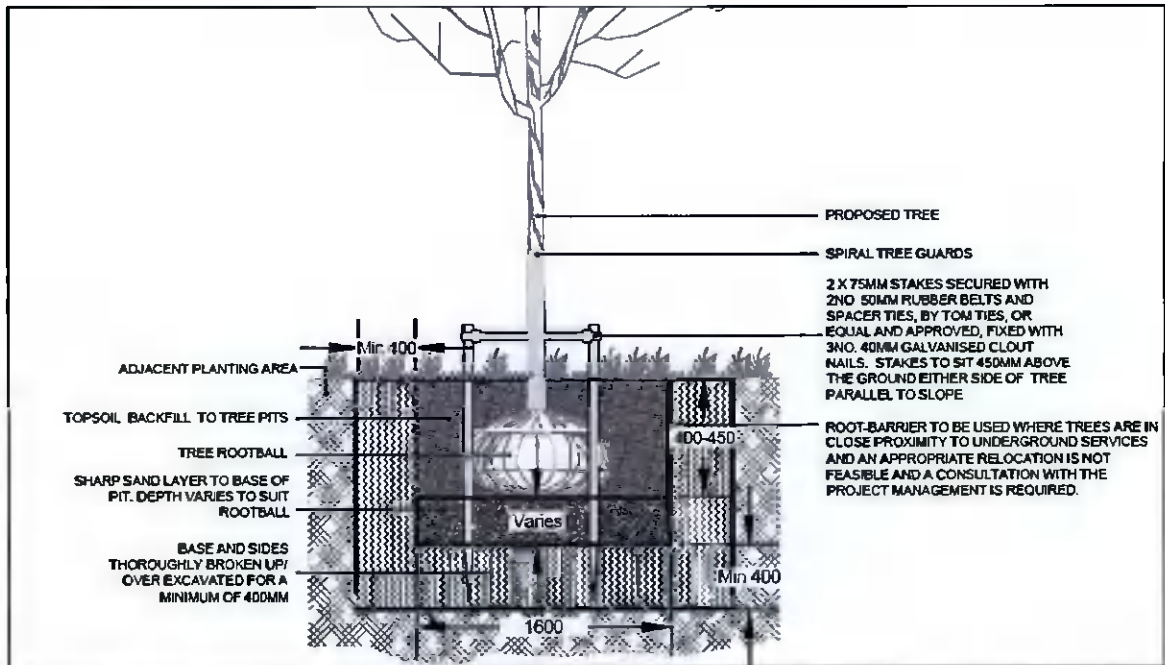 PROPOSED TREE
SPIRAL TREE GUARDS
2 X 75MM STAKES SECURED WITH
2NO 50MM RUBBER BELTS AND
SPACER TIES, BY TOM TIES, OR
EQUAL AND APPROVED, FIXED WITH
3NO. 40MM GALVANISED CLOUT
NAILS. STAKES TO SIT 450MM ABOVE
THE GROUND EITHER SIDE OF TREE
PARALLEL TO SLOPE
Min 400
ADJACENT PLANTING AREA
TOPSOIL BACKFILL TO TREE PITS
400-450
ROOT-BARRIER TO BE USED WHERE TREES ARE IN
CLOSE PROXIMITY TO UNDERGROUND SERVICES
AND AN APPROPRIATE RELOCATION IS NOT
FEASIBLE AND A CONSULTATION WITH THE
PROJECT MANAGEMENT IS REQUIRED.
TREE ROOTBALL
SHARP SAND LAYER TO BASE OF
PIT. DEPTH VARIES TO SUIT
ROOTBALL
Varies
BASE AND SIDES
THOROUGHLY BROKEN UP/
OVER EXCAVATED FOR A
MINIMUM OF 400MM
Min 400
1600